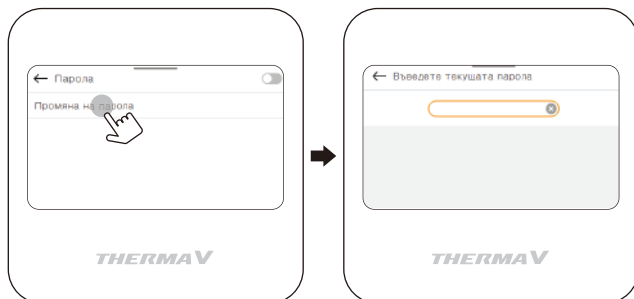 ← Парола
Промяна на парола
THERMA V
← Въведете текущата парола
THERMA V